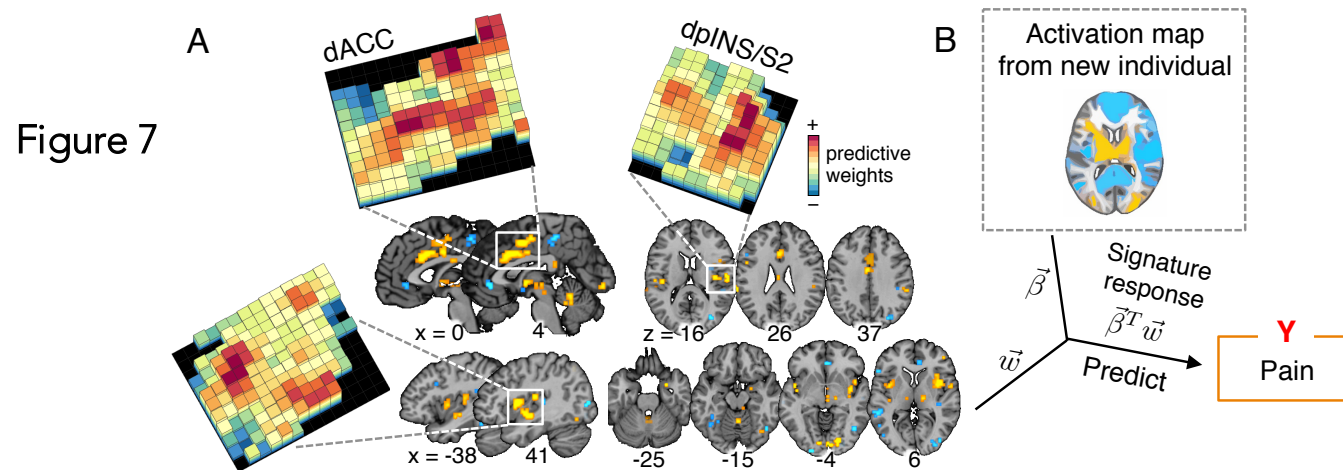 Figure 7
A
dACC
dpINS/S2
+
predictive
weights
−
B
Activation map
from new individual
x = 0
4
z = 16
26
37
x = -38
41
-25
-15
-4
6
β⃗
w⃗
Signature
response
β⃗ᵀ w⃗
Predict
Y
Pain